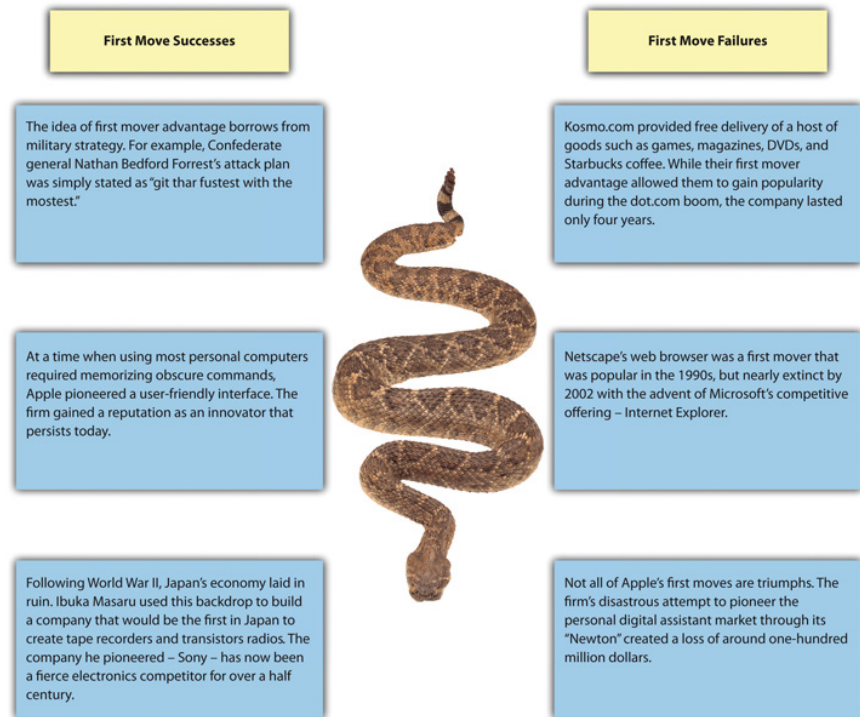 First Move Successes
The idea of first mover advantage borrows from
military strategy. For example, Confederate
general Nathan Bedford Forrest's attack plan
was simply stated as "git thar fustest with the
mostest."
At a time when using most personal computers
required memorizing obscure commands,
Apple pioneered a user-friendly interface. The
firm gained a reputation as an innovator that
persists today.
Following World War II, Japan's economy laid in
ruin. Ibuka Masaru used this backdrop to build
a company that would be the first in Japan to
create tape recorders and transistors radios. The
company he pioneered – Sony – has now been
a fierce electronics competitor for over a half
century.
First Move Failures
Kosmo.com provided free delivery of a host of
goods such as games, magazines, DVDs, and
Starbucks coffee. While their first mover
advantage allowed them to gain popularity
during the dot.com boom, the company lasted
only four years.
Netscape's web browser was a first mover that
was popular in the 1990s, but nearly extinct by
2002 with the advent of Microsoft's competitive
offering – Internet Explorer.
Not all of Apple's first moves are triumphs. The
firm's disastrous attempt to pioneer the
personal digital assistant market through its
"Newton" created a loss of around one-hundred
million dollars.